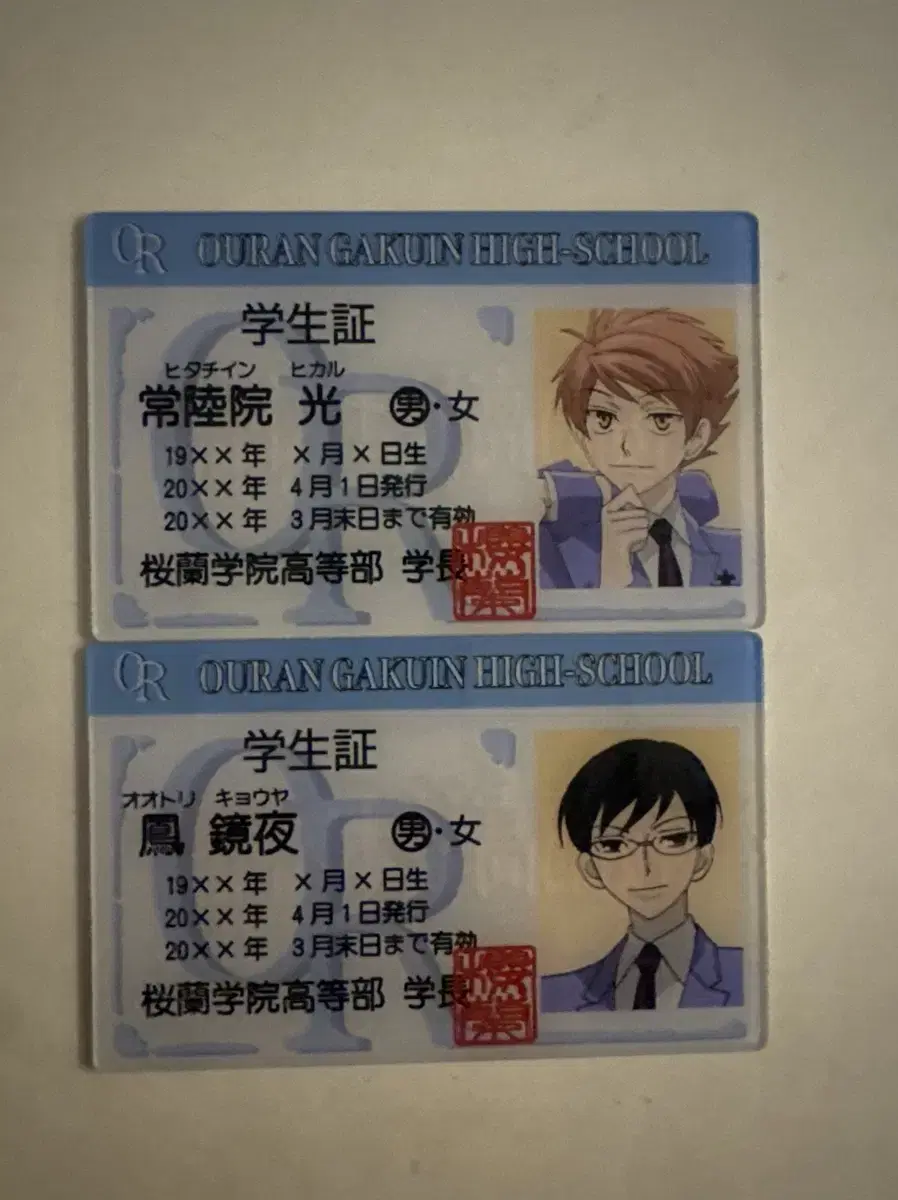 OR OURAN GAKUIN HIGH-SCHOOL
学生証
ヒタチイン ヒカル
常陸院 光 男・女
19××年 ×月×日生
20××年 4月1日発行
20××年 3月末日まで有効
桜蘭学院高等部 学長
OR OURAN GAKUIN HIGH-SCHOOL
学生証
オオトリ キョウヤ
鳳 鏡夜 男・女
19××年 ×月×日生
20××年 4月1日発行
20××年 3月末日まで有効
桜蘭学院高等部 学長